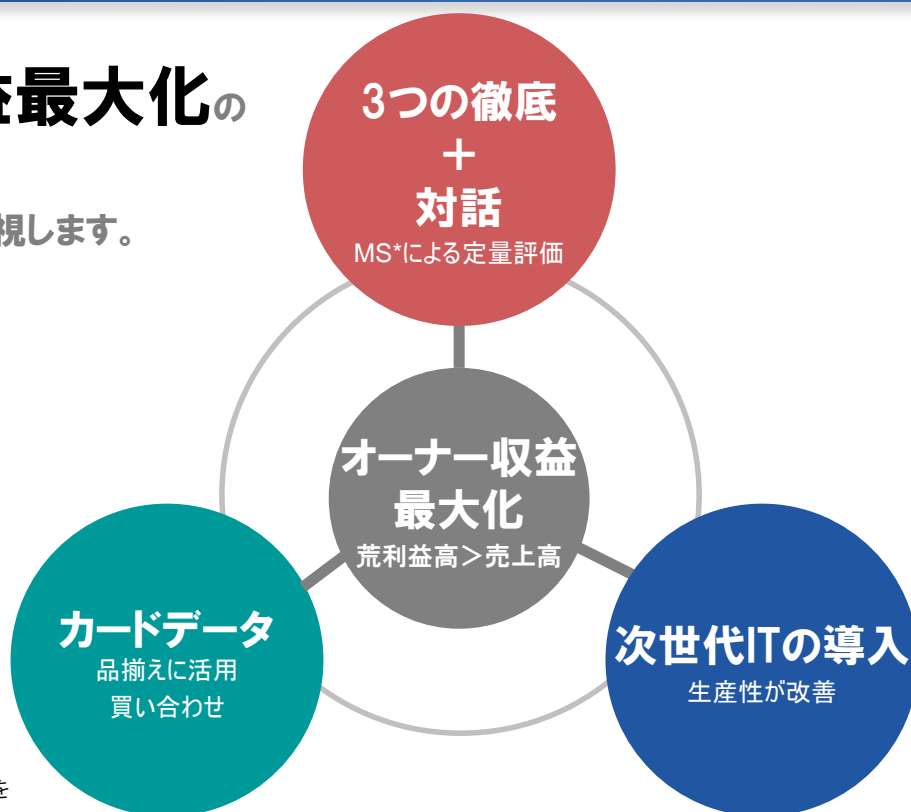 益最大化の
視します。
3つの徹底
＋
対話
MS*による定量評価
オーナー収益
最大化
荒利益高＞売上高
カードデータ
品揃えに活用
買い合わせ
次世代ITの導入
生産性が改善
を